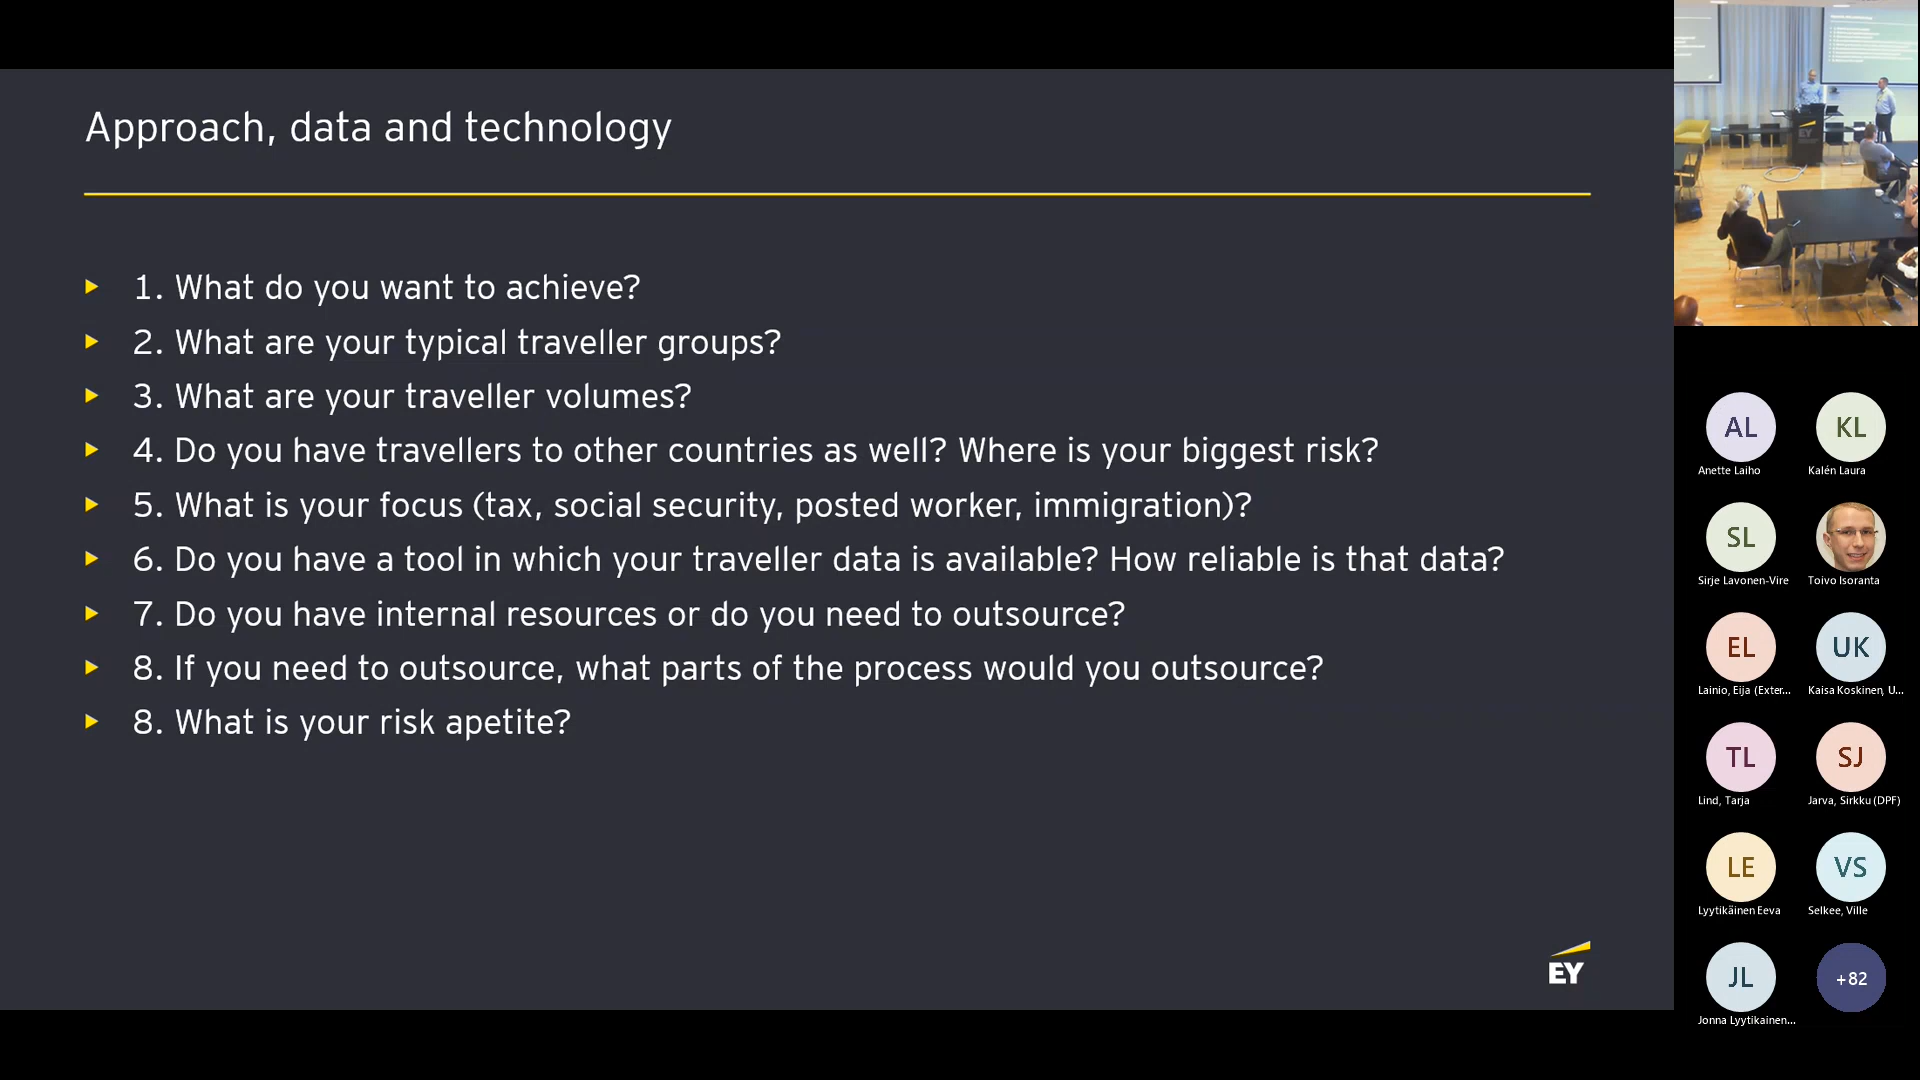 Approach, data and technology
1. What do you want to achieve?
2. What are your typical traveller groups?
3. What are your traveller volumes?
4. Do you have travellers to other countries as well? Where is your biggest risk?
5. What is your focus (tax, social security, posted worker, immigration)?
6. Do you have a tool in which your traveller data is available? How reliable is that data?
7. Do you have internal resources or do you need to outsource?
8. If you need to outsource, what parts of the process would you outsource?
8. What is your risk apetite?
EY
EY
AL
KL
Anette Laiho
Kalén Laura
SL
Sirje Lavonen-Vire
Toivo Isoranta
EL
UK
Lainio, Eija (Exter...
Kaisa Koskinen, U...
TL
SJ
Lind, Tarja
Jarva, Sirkku (DPF)
LE
VS
Lyytikäinen Eeva
Selkee, Ville
JL
+82
Jonna Lyytikainen...